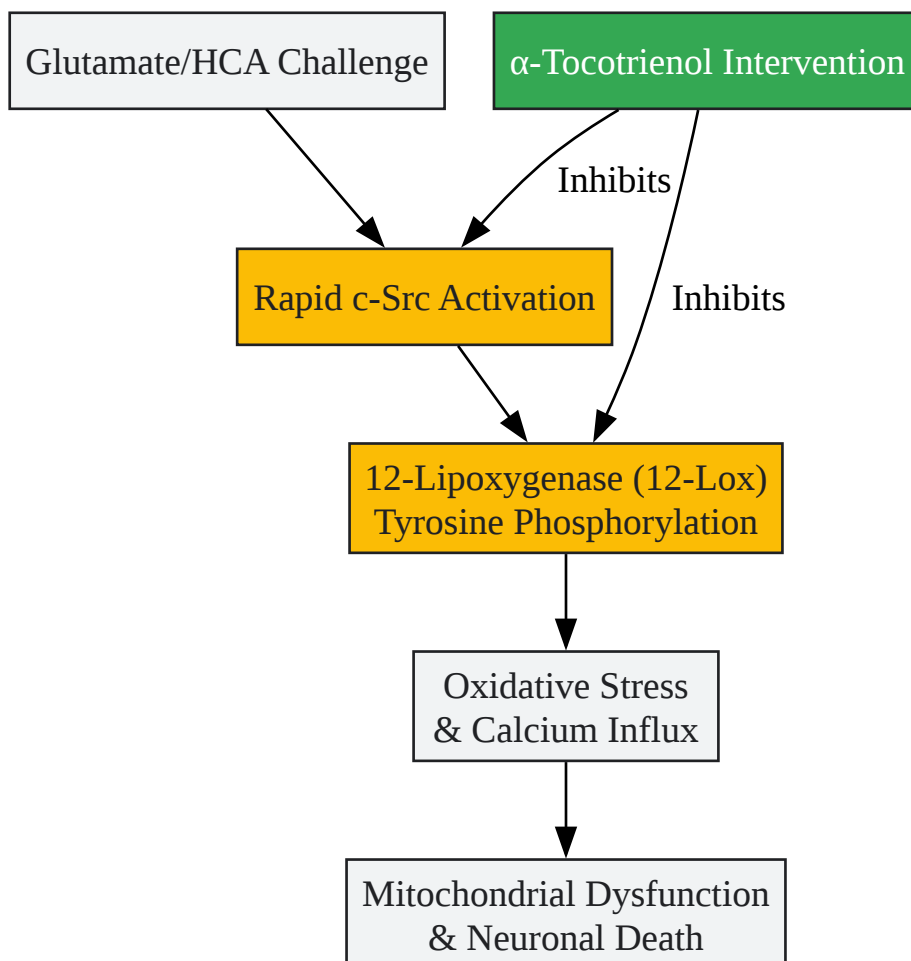 Glutamate/HCA Challenge
α-Tocotrienol Intervention
Inhibits
Rapid c-Src Activation
Inhibits
12-Lipoxygenase (12-Lox)
Tyrosine Phosphorylation
Oxidative Stress
& Calcium Influx
Mitochondrial Dysfunction
& Neuronal Death